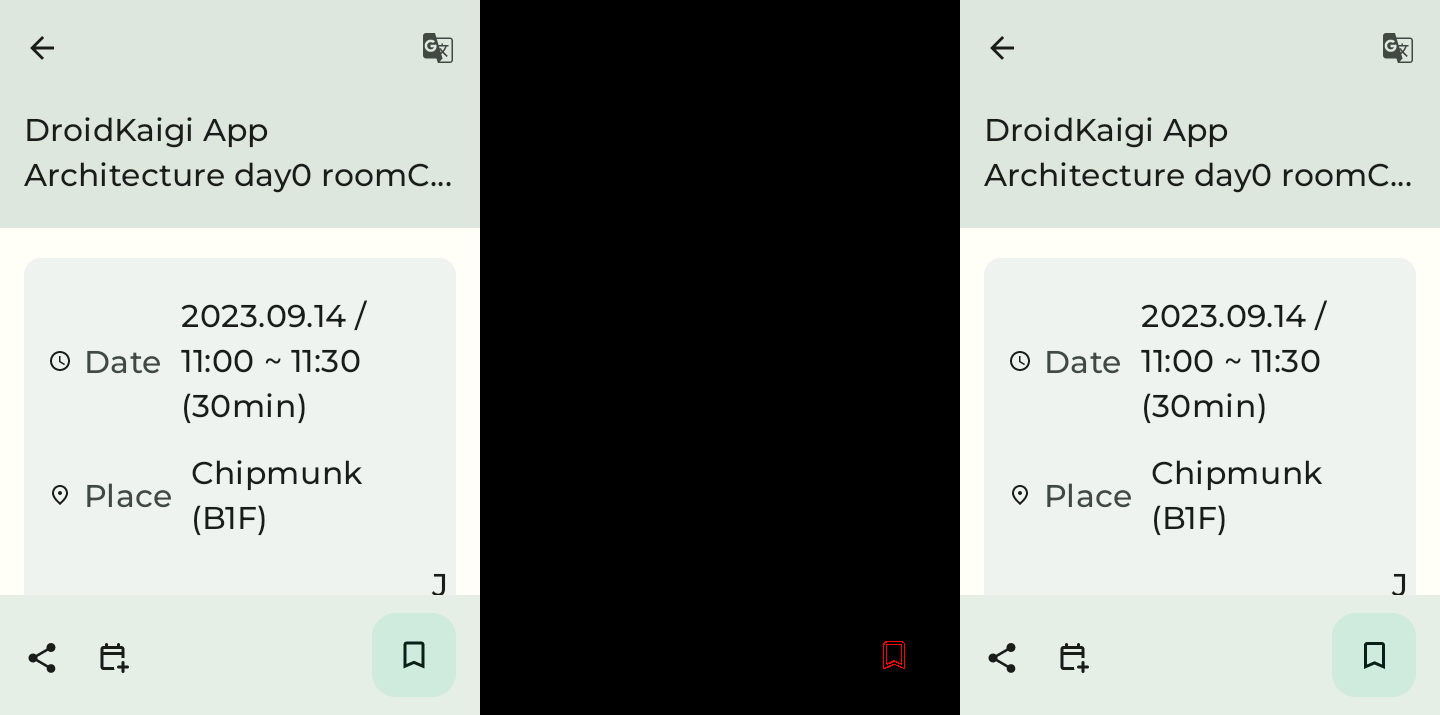 DroidKaigi App
Architecture day0 roomC...
2023.09.14 /
Date
11:00 ~ 11:30
(30min)
Chipmunk
Place
(B1F)
J
DroidKaigi App
Architecture day0 roomC...
2023.09.14 /
Date
11:00 ~ 11:30
(30min)
Chipmunk
Place
(B1F)
J